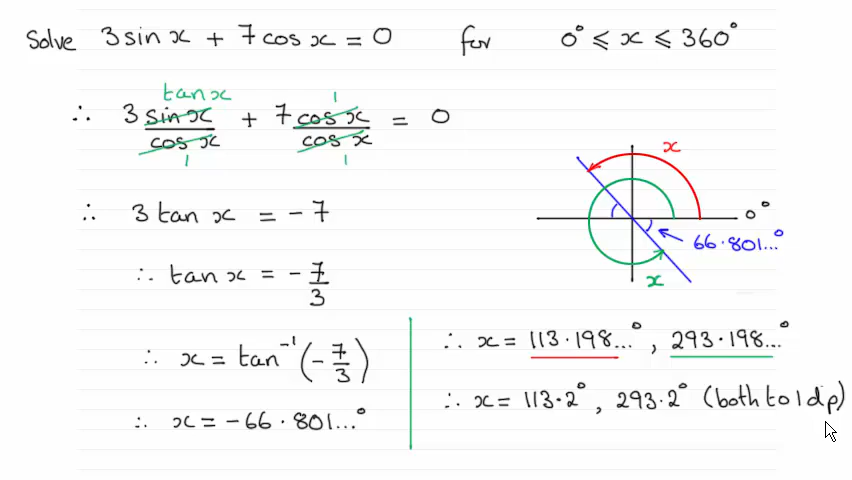 Solve 3 sin x + 7 cos x = 0 for 0° ≤ x ≤ 360°
tan x 1
∴ 3 sin x / cos x + 7 cos x / cos x = 0
1 1
∴ 3 tan x = -7
∴ tan x = -7/3
∴ x = tan⁻¹(-7/3)
∴ x = -66.801...°
x
0°
66.801...°
x
∴ x = 113.198...°, 293.198...°
∴ x = 113.2°, 293.2° (both to 1 dp)